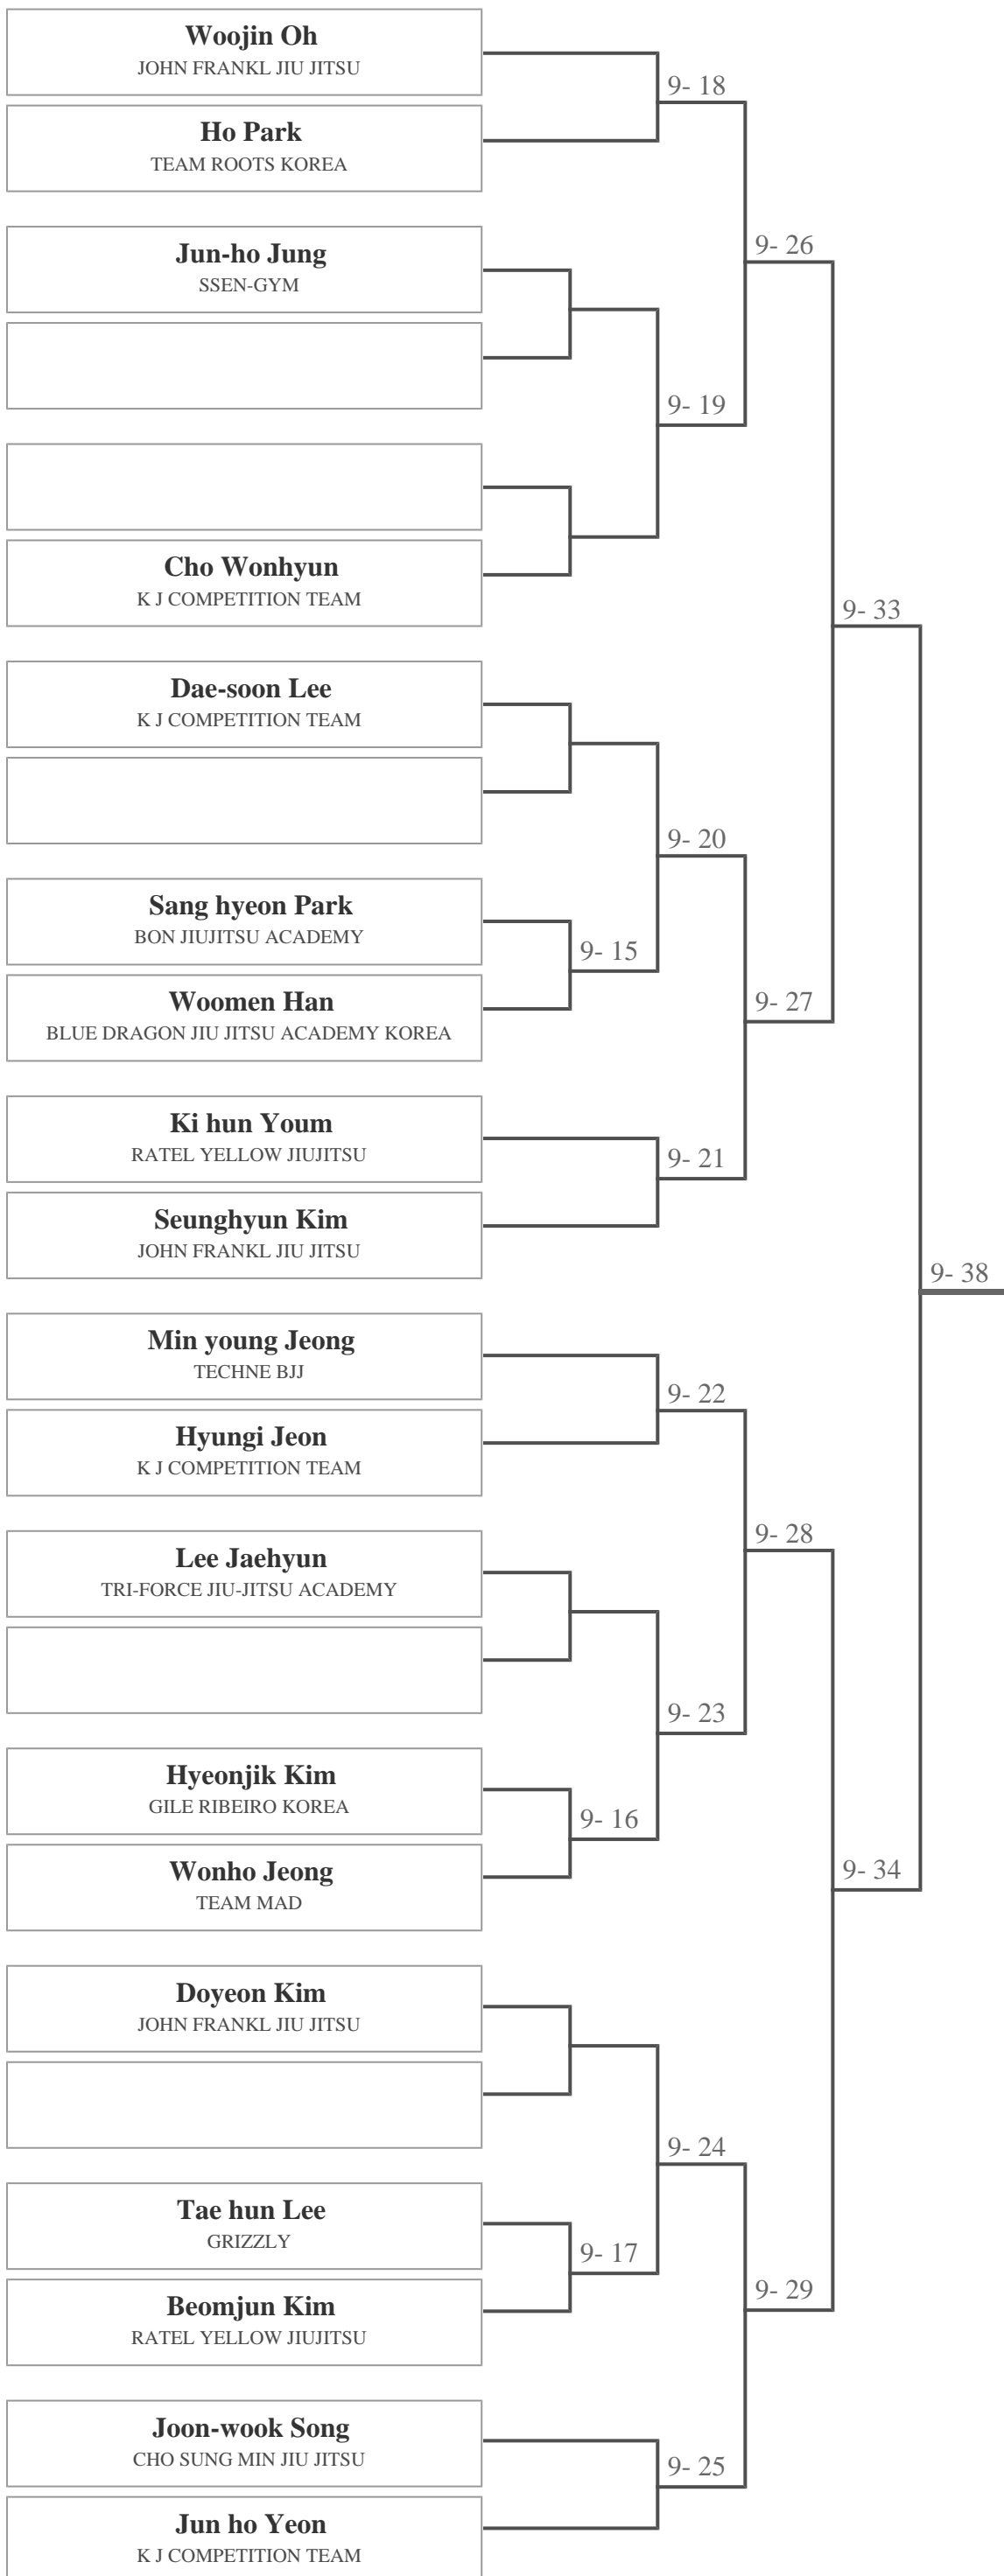 Woojin Oh
JOHN FRANKL JIU JITSU
9- 18
Ho Park
TEAM ROOTS KOREA
Jun-ho Jung
SSEN-GYM
9- 26
9- 19
Cho Wonhyun
K J COMPETITION TEAM
9- 33
Dae-soon Lee
K J COMPETITION TEAM
9- 20
Sang hyeon Park
BON JIUJITSU ACADEMY
9- 15
Woomen Han
BLUE DRAGON JIU JITSU ACADEMY KOREA
9- 27
Ki hun Youm
RATEL YELLOW JIUJITSU
9- 21
Seunghyun Kim
JOHN FRANKL JIU JITSU
9- 38
Min young Jeong
TECHNE BJJ
9- 22
Hyungi Jeon
K J COMPETITION TEAM
9- 28
Lee Jaehyun
TRI-FORCE JIU-JITSU ACADEMY
9- 23
Hyeonjik Kim
GILE RIBEIRO KOREA
9- 16
Wonho Jeong
TEAM MAD
9- 34
Doyeon Kim
JOHN FRANKL JIU JITSU
9- 24
Tae hun Lee
GRIZZLY
9- 17
Beomjun Kim
RATEL YELLOW JIUJITSU
9- 29
Joon-wook Song
CHO SUNG MIN JIU JITSU
9- 25
Jun ho Yeon
K J COMPETITION TEAM